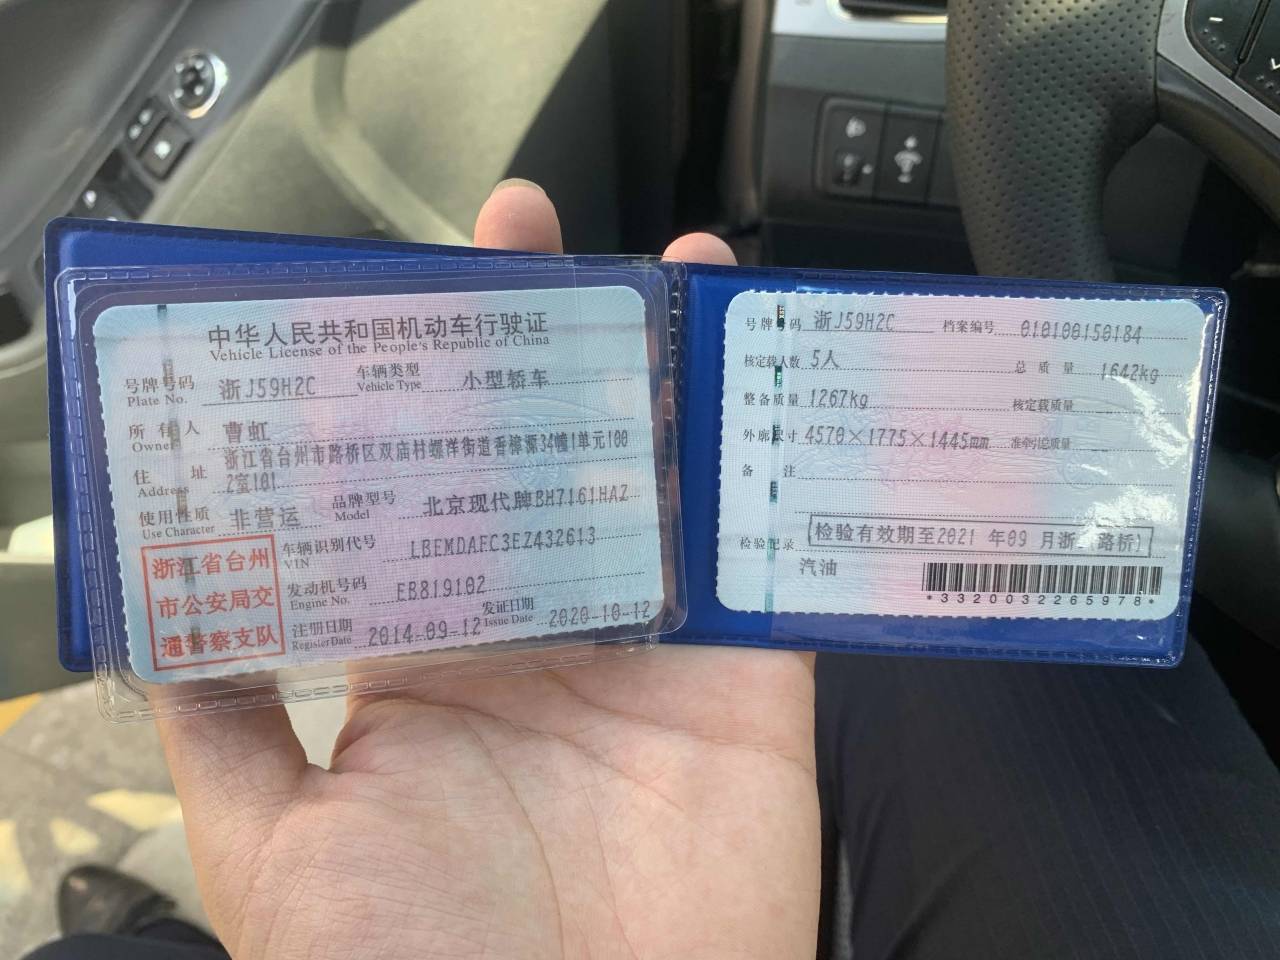 中华人民共和国机动车行驶证
Vehicle License of the People's Republic of China
号牌号码 浙J59H2C 车辆类型 小型轿车
Plate No. Vehicle Type
所有人 曹虹
Owner
住址 浙江省台州市路桥区双庙村螺洋街道香樟源34幢1单元100
Address 2室101
使用性质 非营运 品牌型号 北京现代牌BH7161HAZ
Use Character Model
车辆识别代号 LBEMDAFC3EZ432613
VIN
发动机号码 EB819102
Engine No.
注册日期 2014-09-12 发证日期 2020-10-12
Register Date Issue Date
浙江省台州
市公安局交
通警察支队
号牌号码 浙J59H2C 档案编号 010100150184
核定载人数 5人 总质量 1642kg
整备质量 1267kg 核定载质量
外廓尺寸 4570×1775×1445mm 准牵引总质量
备注
检验记录 检验有效期至2021年09月浙 路桥)
汽油
*3320032265978*